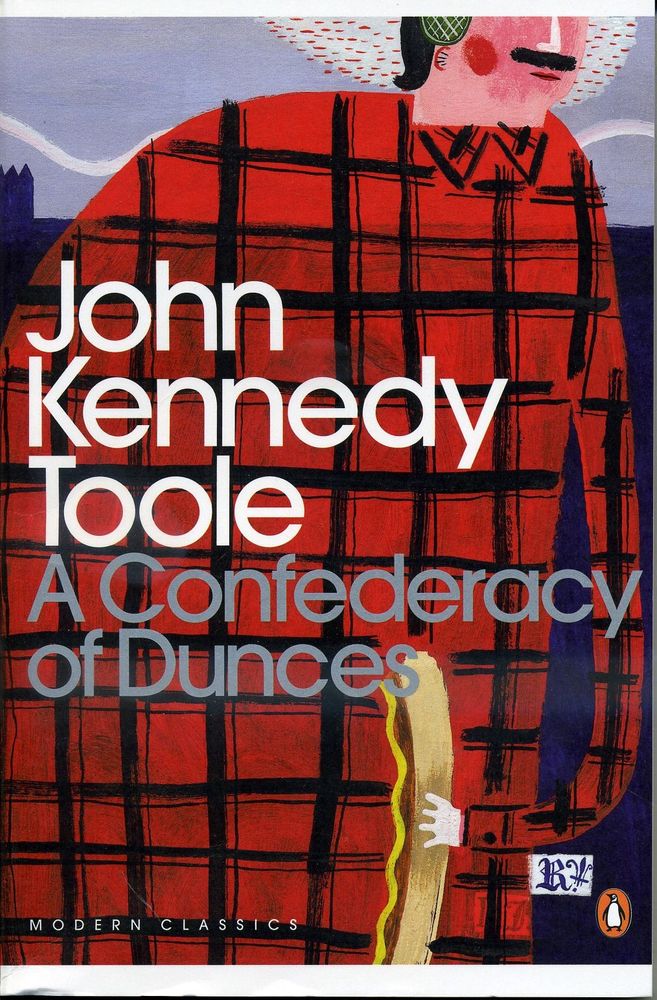 John
Kennedy
Toole
A Confederacy
of Dunces
MODERN CLASSICS